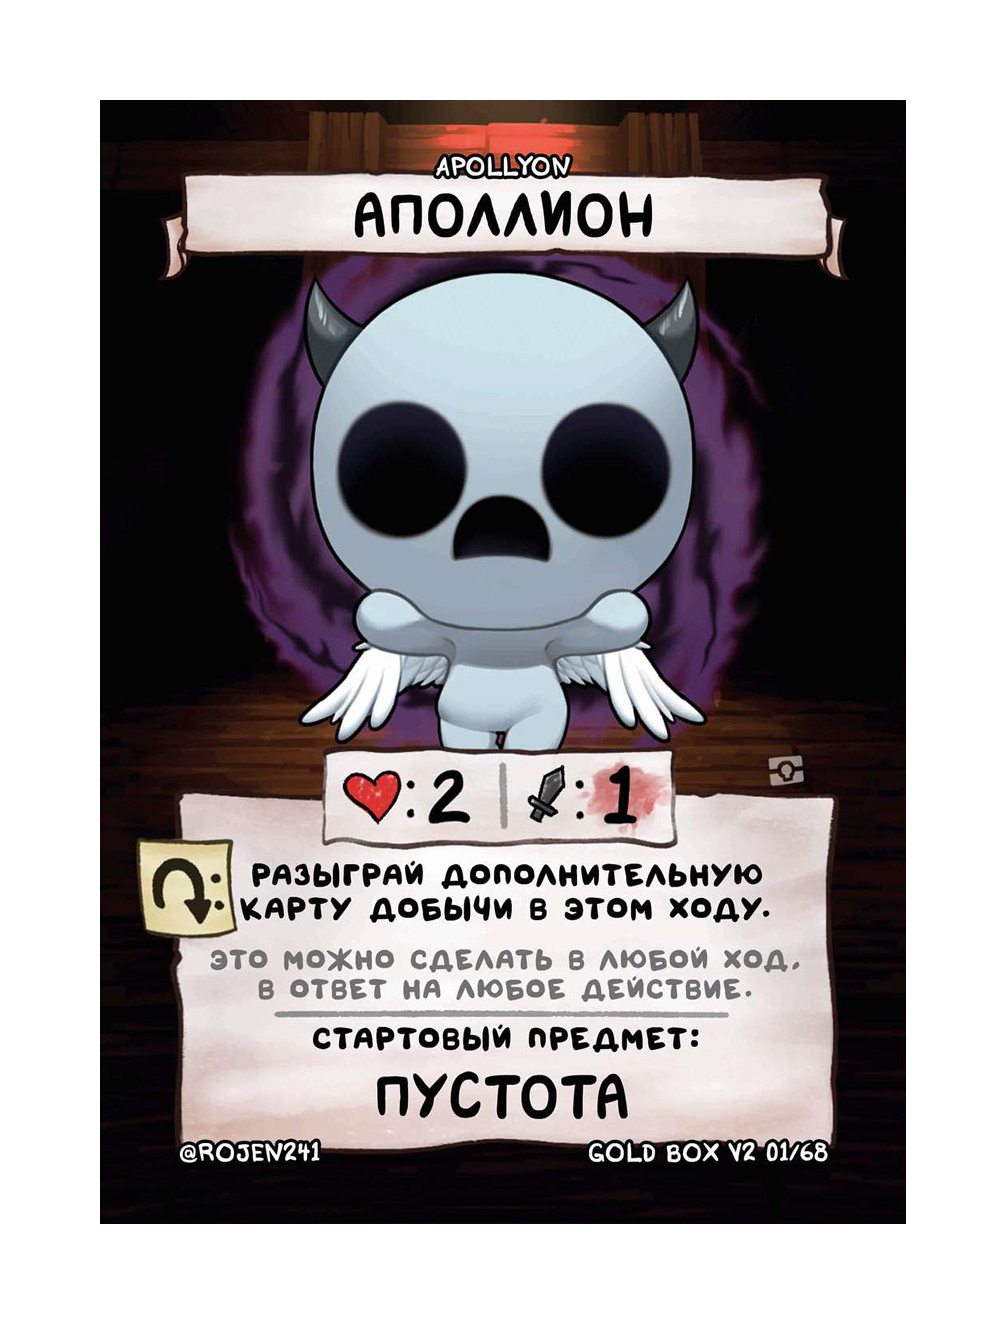 APOLLYON
АПОЛЛИОН
: 2 | : 1
: РАЗЫГРАЙ ДОПОЛНИТЕЛЬНУЮ
КАРТУ ДОБЫЧИ В ЭТОМ ХОДУ.
ЭТО МОЖНО СДЕЛАТЬ В ЛЮБОЙ ХОД,
В ОТВЕТ НА ЛЮБОЕ ДЕЙСТВИЕ.
СТАРТОВЫЙ ПРЕДМЕТ:
ПУСТОТА
@ROJEN241
GOLD BOX V2 01/68